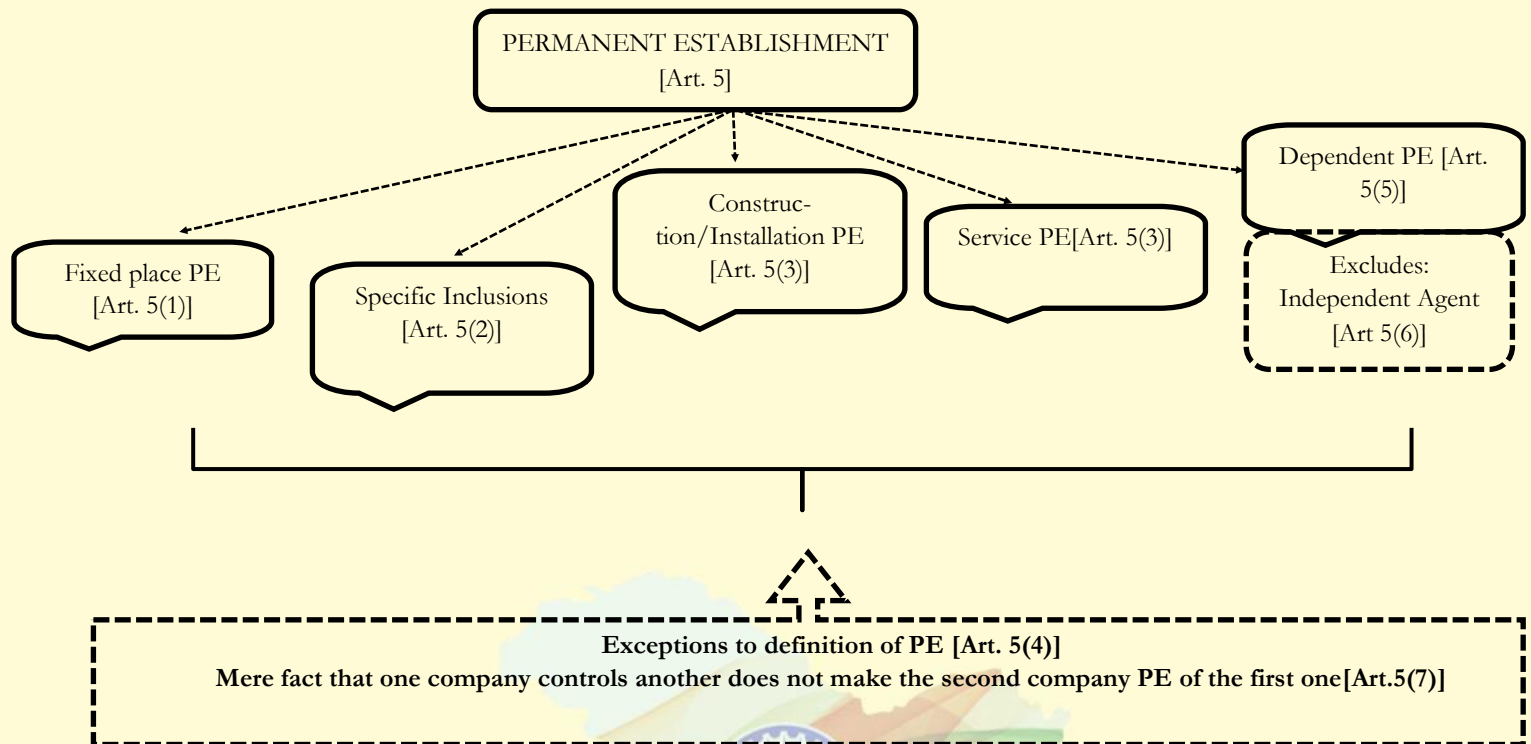 PERMANENT ESTABLISHMENT
[Art. 5]
Fixed place PE
[Art. 5(1)]
Specific Inclusions
[Art. 5(2)]
Construc-
tion/Installation PE
[Art. 5(3)]
Service PE[Art. 5(3)]
Dependent PE [Art.
5(5)]
Excludes:
Independent Agent
[Art 5(6)]
Exceptions to definition of PE [Art. 5(4)]
Mere fact that one company controls another does not make the second company PE of the first one[Art.5(7)]